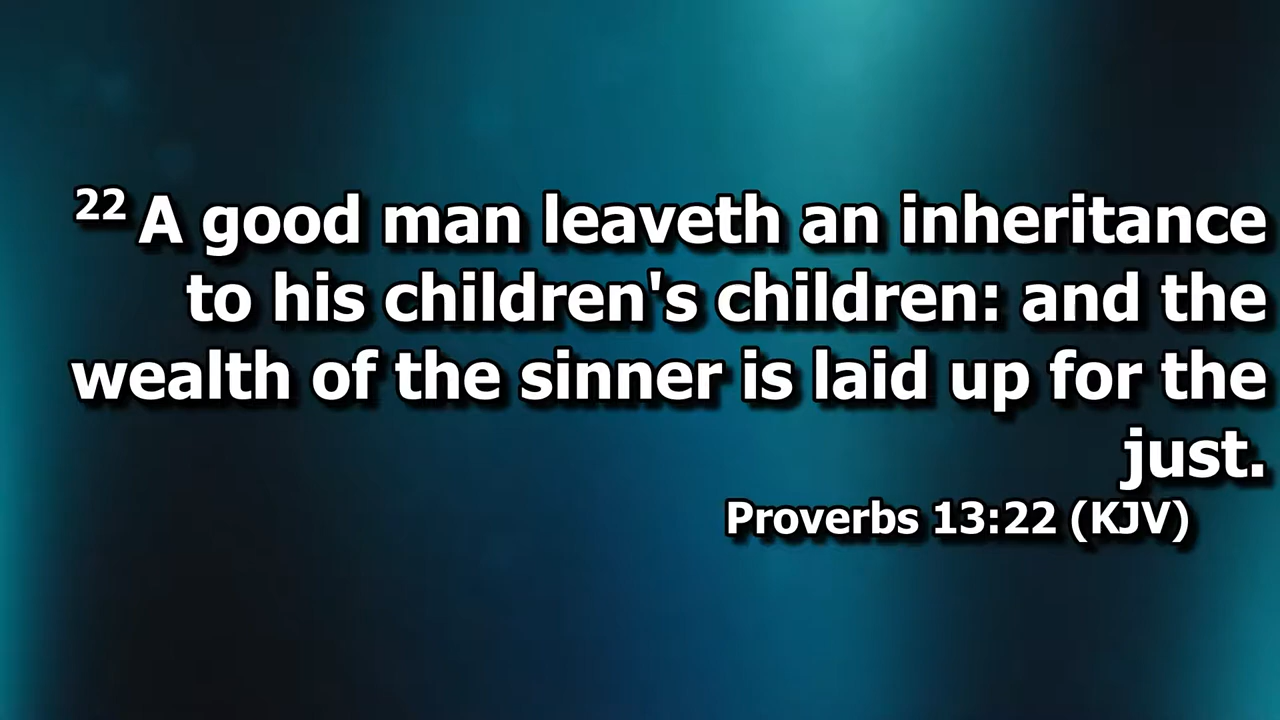 22 A good man leaveth an inheritance
to his children's children: and the
wealth of the sinner is laid up for the
just.
Proverbs 13:22 (KJV)